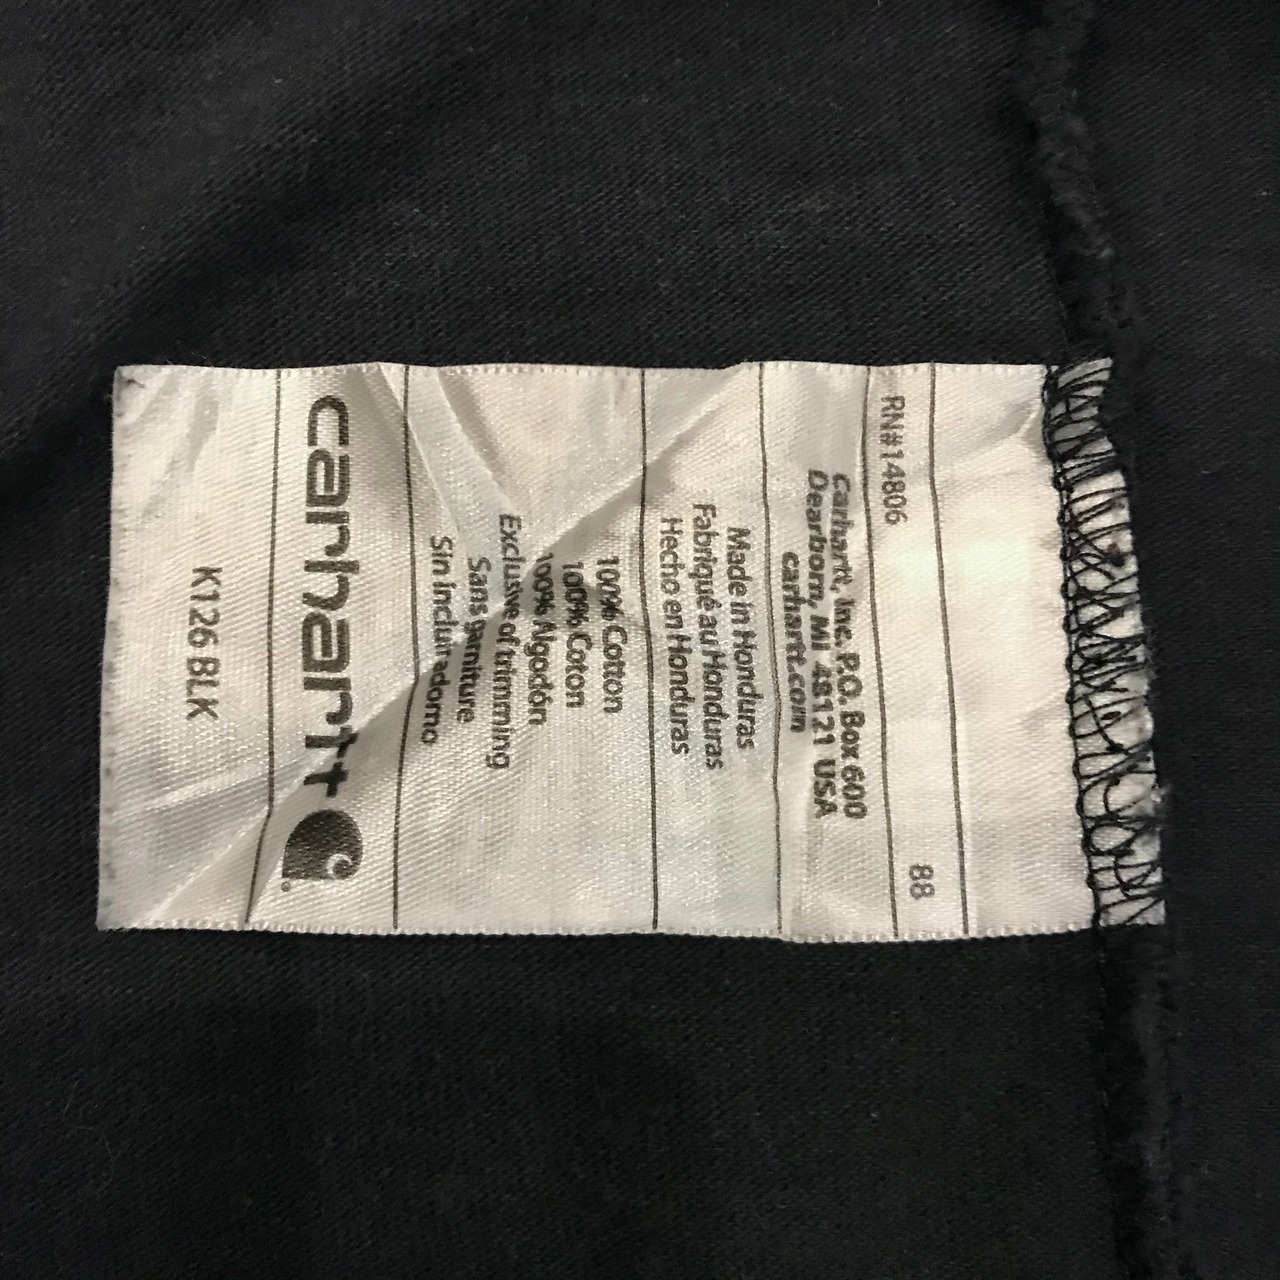 RN#14806 88
Carhartt, Inc. P.O. Box 600
Dearborn, MI 48121 USA
carhartt.com
Made in Honduras
Fabriqué au Honduras
Hecho en Honduras
100% Cotton
100% Coton
100% Algodón
Exclusive of trimming
Sans garniture
Sin incluir adorno
carhartt
K126 BLK